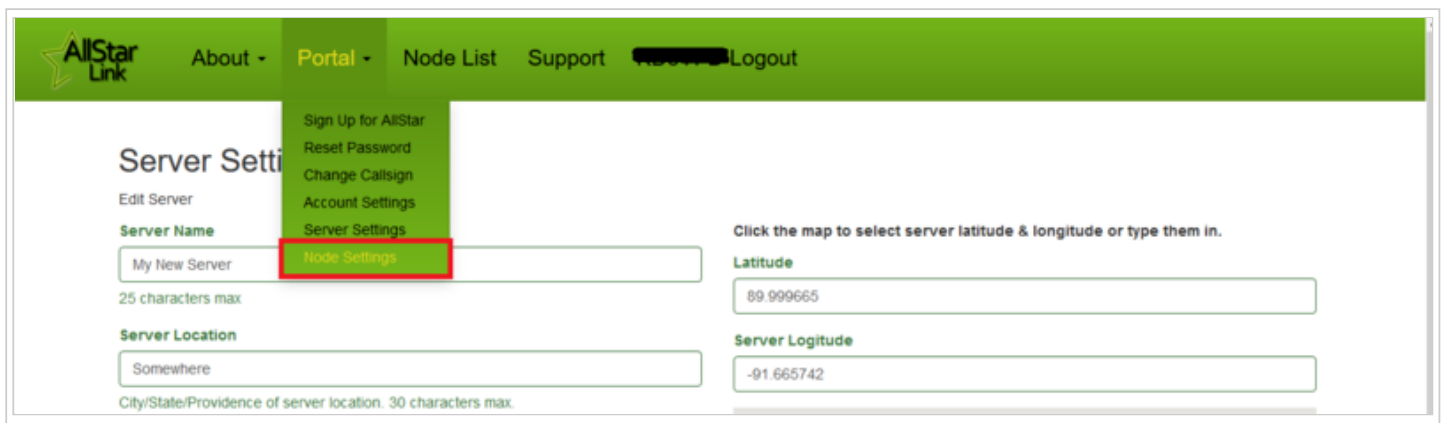 AllStar
Link
About
Portal
Node List
Support
Logout
Sign Up for AllStar
Reset Password
Change Callsign
Account Settings
Server Settings
Node Settings
Server Setti
Edit Server
Server Name
My New Server
25 characters max
Server Location
Somewhere
City/State/Providence of server location. 30 characters max.
Click the map to select server latitude & longitude or type them in.
Latitude
89.999665
Server Logitude
-91.665742